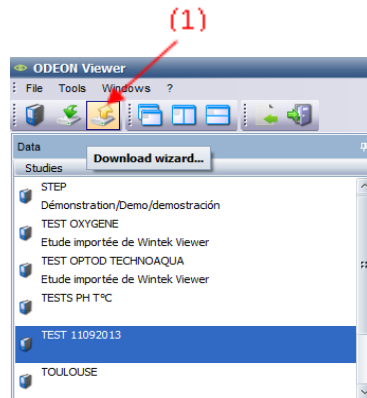 (1)
ODEON Viewer
File Tools Windows ?
Download wizard...
Data
Studies
STEP
Démonstration/Demo/demostración
TEST OXYGENE
Etude importée de Wintek Viewer
TEST OPTOD TECHNOAQUA
Etude importée de Wintek Viewer
TESTS PH T°C
TEST 11092013
TOULOUSE